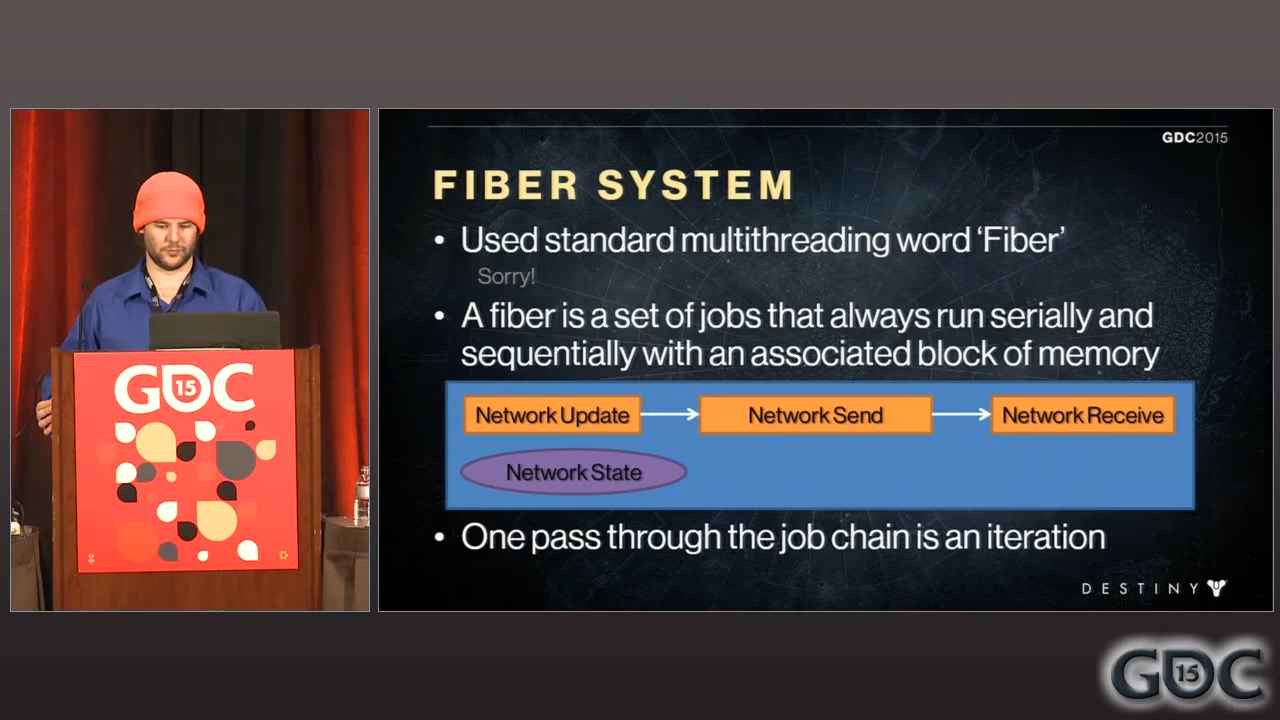 GDC
15
GDC2015
FIBER SYSTEM
• Used standard multithreading word ‘Fiber’
Sorry!
• A fiber is a set of jobs that always run serially and
sequentially with an associated block of memory
Network Update
Network Send
Network Receive
Network State
• One pass through the job chain is an iteration
DESTINY
GDC
15